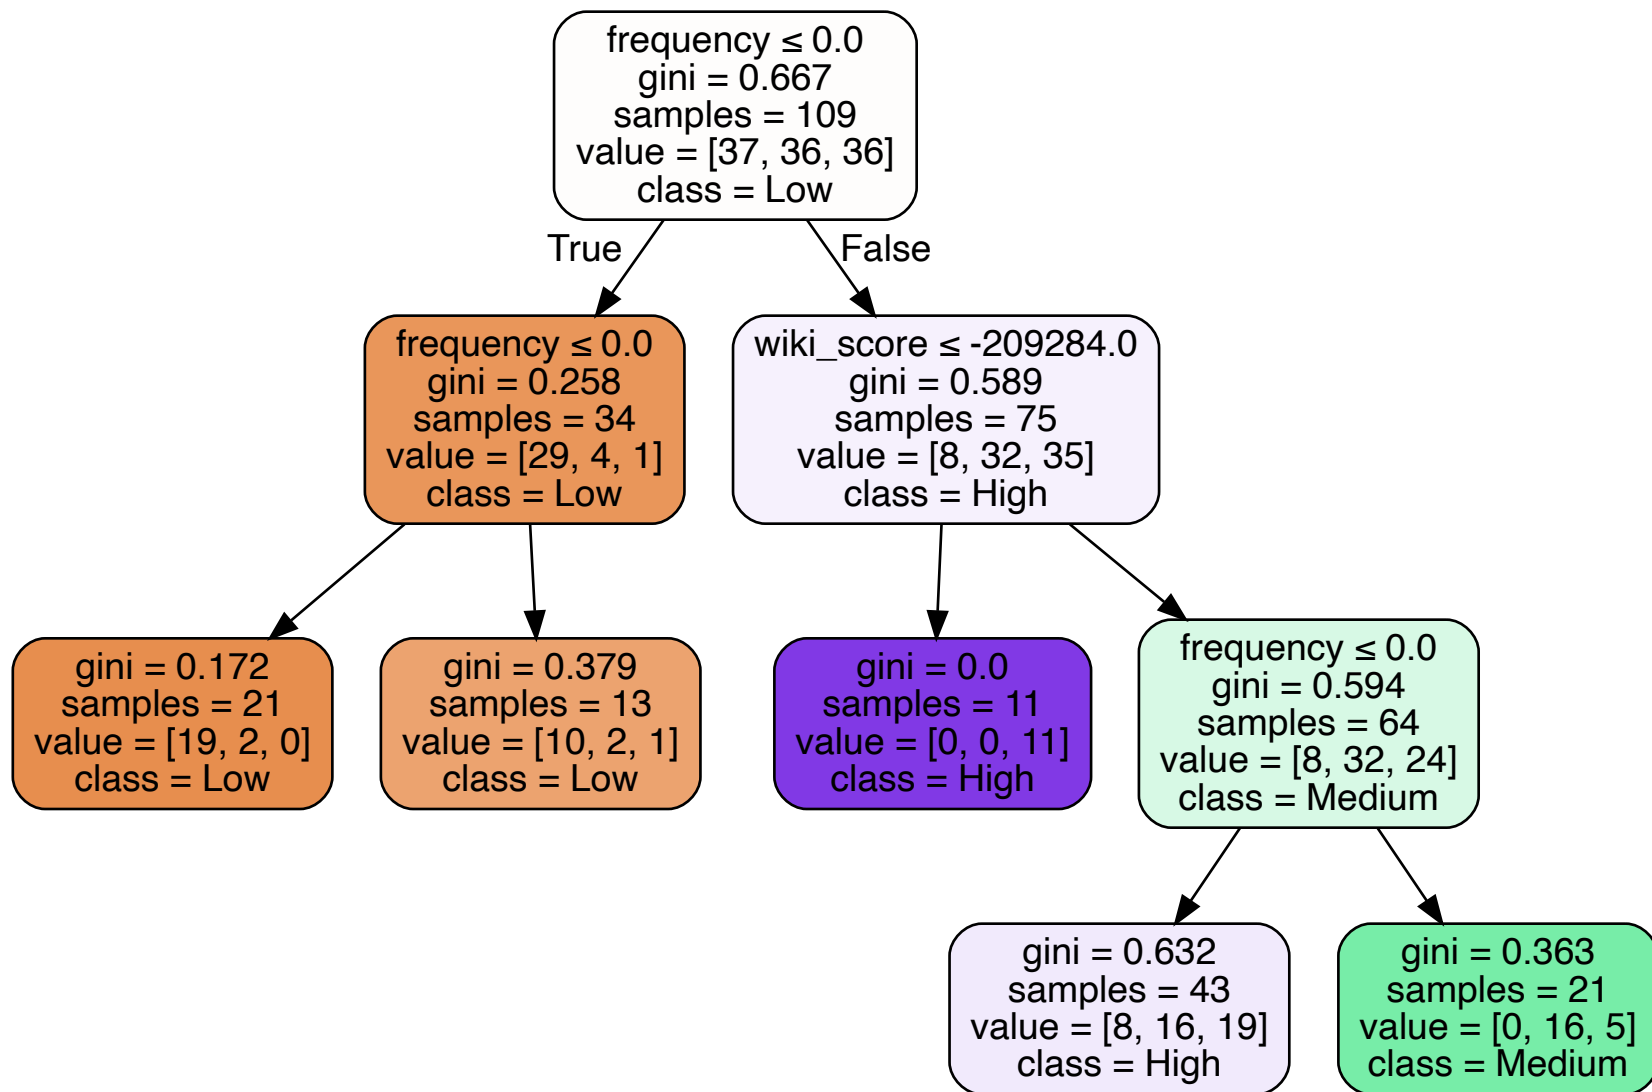 frequency ≤ 0.0
gini = 0.667
samples = 109
value = [37, 36, 36]
class = Low
True
False
frequency ≤ 0.0
gini = 0.258
samples = 34
value = [29, 4, 1]
class = Low
wiki_score ≤ -209284.0
gini = 0.589
samples = 75
value = [8, 32, 35]
class = High
gini = 0.172
samples = 21
value = [19, 2, 0]
class = Low
gini = 0.379
samples = 13
value = [10, 2, 1]
class = Low
gini = 0.0
samples = 11
value = [0, 0, 11]
class = High
frequency ≤ 0.0
gini = 0.594
samples = 64
value = [8, 32, 24]
class = Medium
gini = 0.632
samples = 43
value = [8, 16, 19]
class = High
gini = 0.363
samples = 21
value = [0, 16, 5]
class = Medium